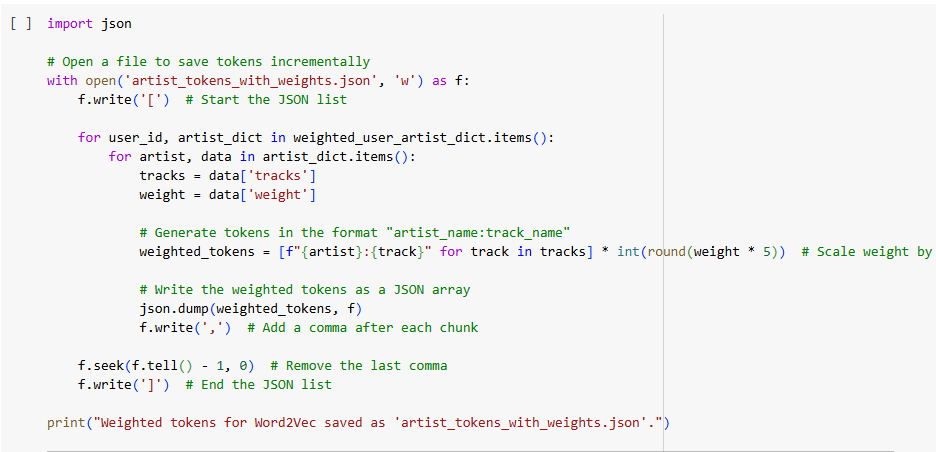 [ ] import json
# Open a file to save tokens incrementally
with open('artist_tokens_with_weights.json', 'w') as f:
    f.write('[')  # Start the JSON list
    for user_id, artist_dict in weighted_user_artist_dict.items():
        for artist, data in artist_dict.items():
            tracks = data['tracks']
            weight = data['weight']
            # Generate tokens in the format "artist_name:track_name"
            weighted_tokens = [f"{artist}:{track}" for track in tracks] * int(round(weight * 5))  # Scale weight by
            # Write the weighted tokens as a JSON array
            json.dump(weighted_tokens, f)
            f.write(',')  # Add a comma after each chunk
    f.seek(f.tell() - 1, 0)  # Remove the last comma
    f.write(']')  # End the JSON list
print("Weighted tokens for Word2Vec saved as 'artist_tokens_with_weights.json'.")